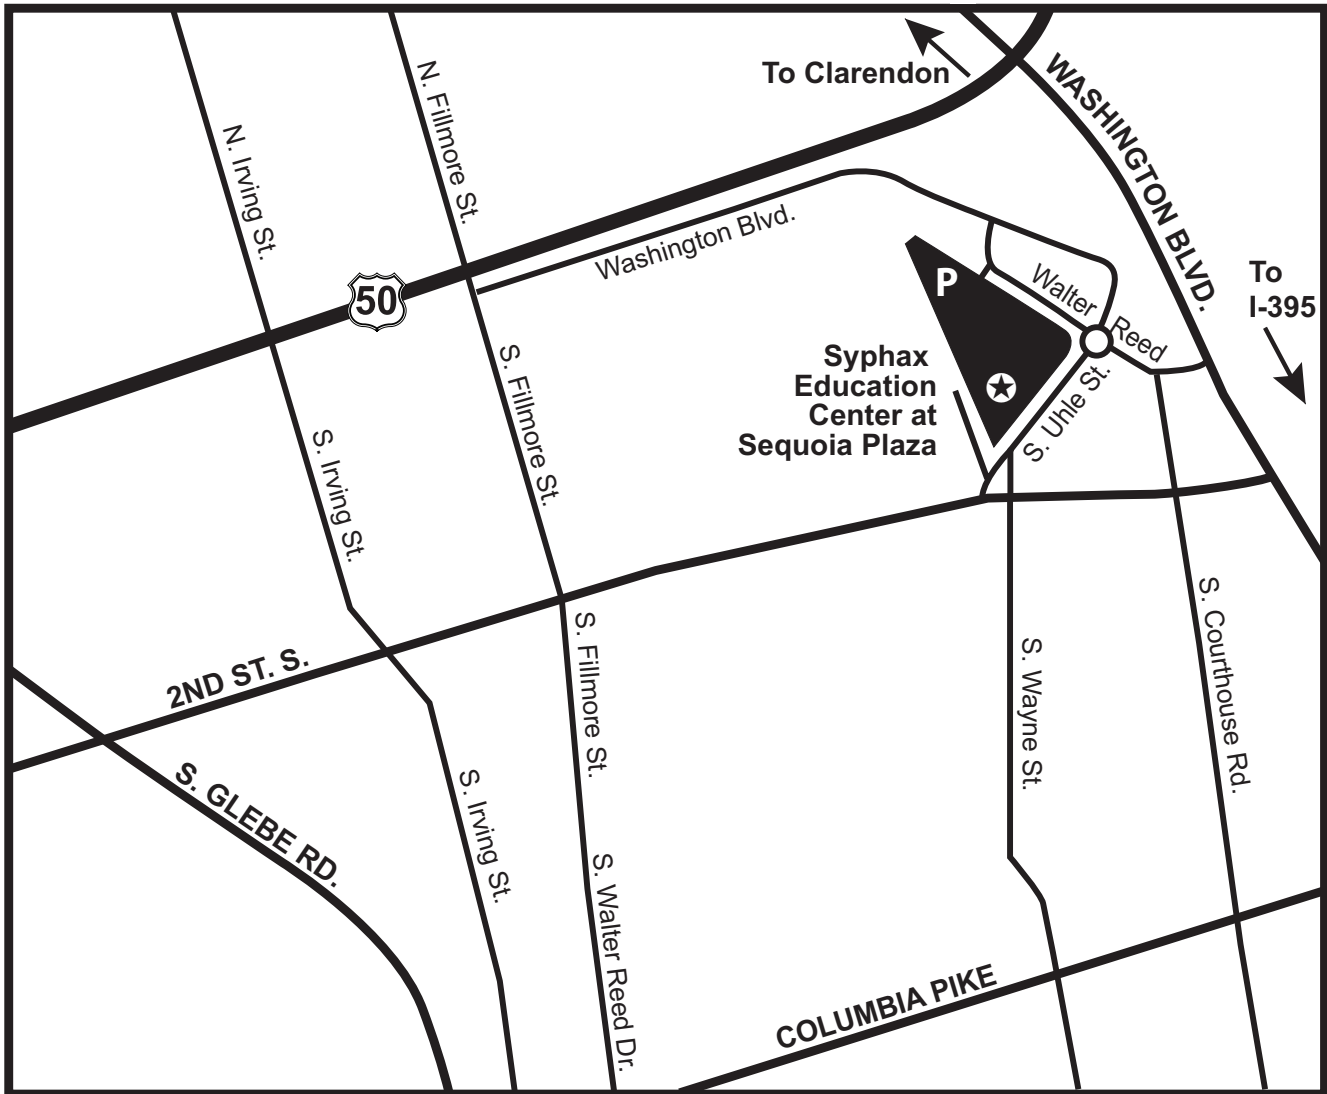 To Clarendon
WASHINGTON BLVD.
N. Fillmore St.
N. Irving St.
Washington Blvd.
50
P
Walter
Reed
To
I-395
Syphax
Education
Center at
Sequoia Plaza
S. Uhle St.
S. Fillmore St.
S. Irving St.
2ND ST. S.
S. Fillmore St.
S. Wayne St.
S. Courthouse Rd.
S. GLEBE RD.
S. Irving St.
S. Walter Reed Dr.
COLUMBIA PIKE